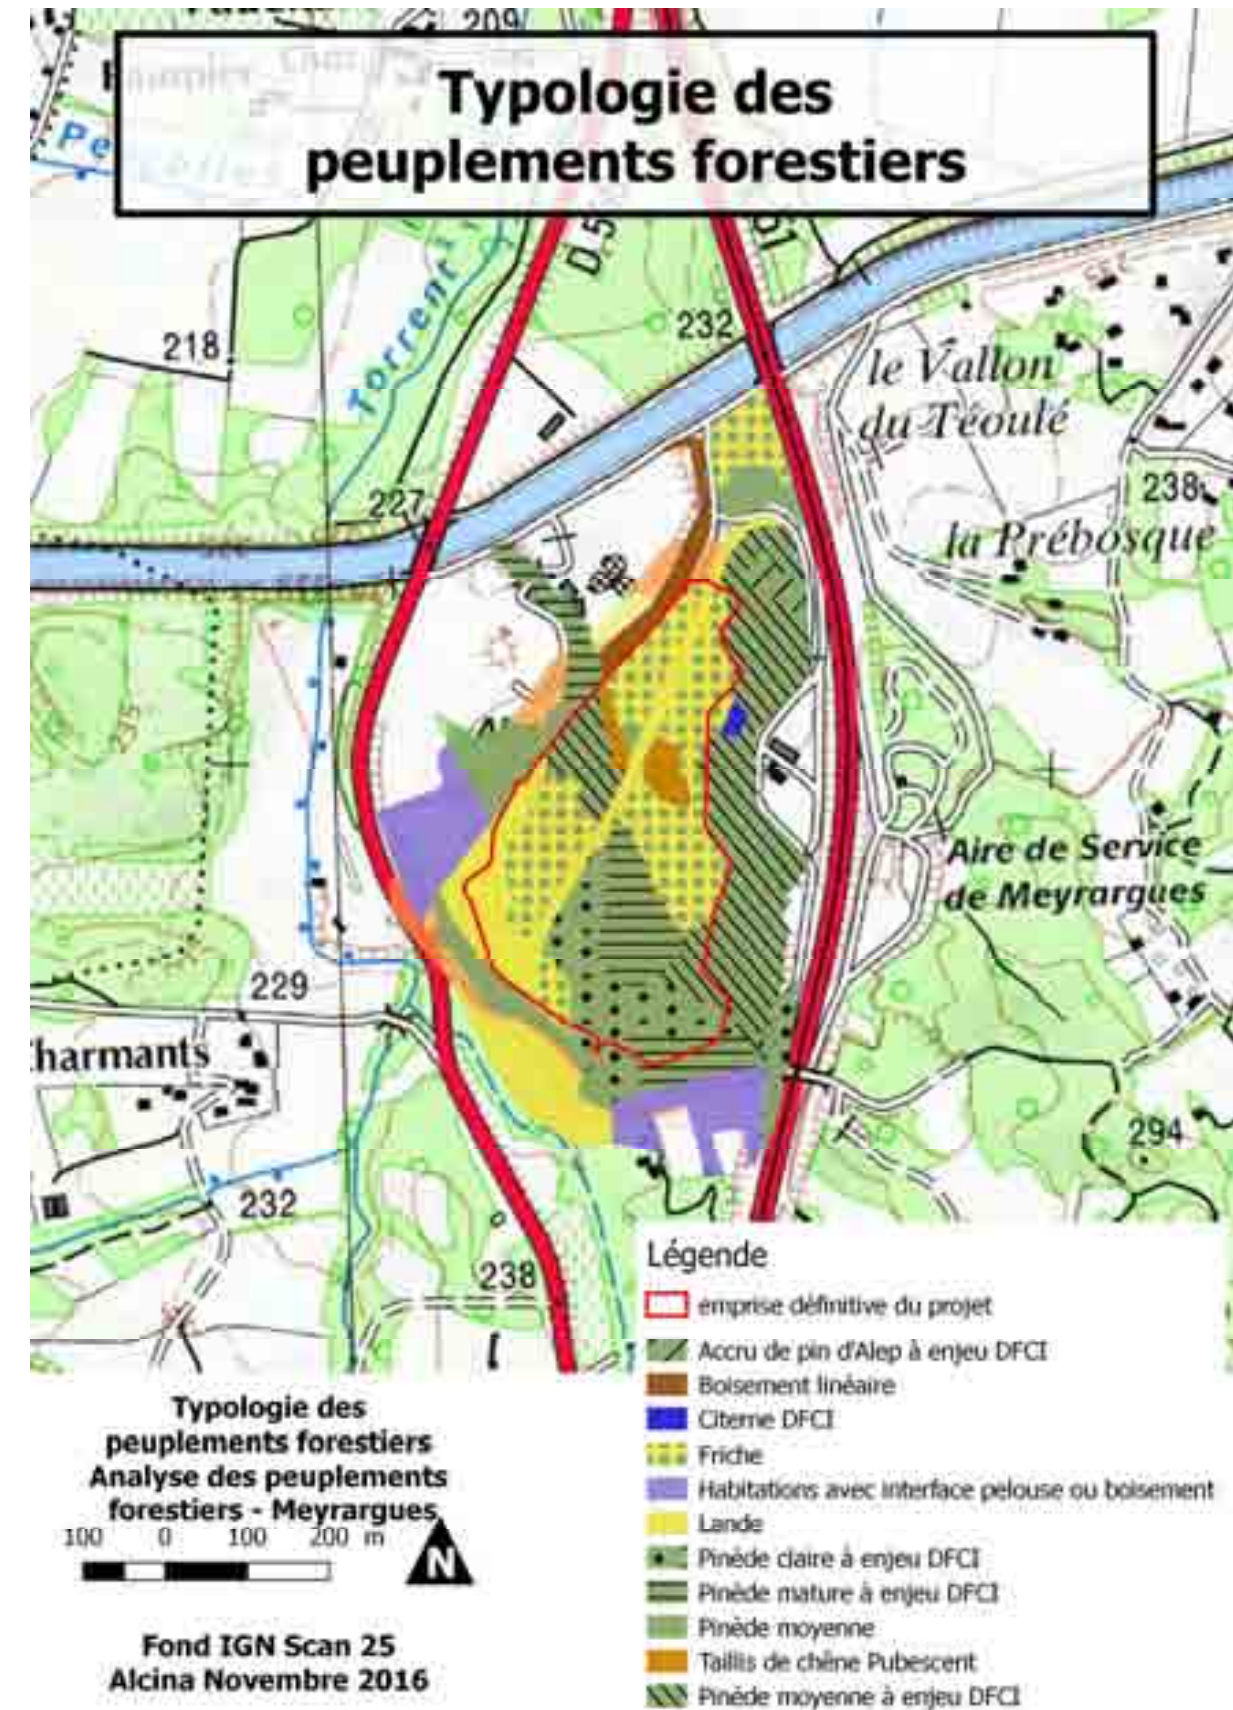 209
Typologie des
peuplements forestiers
Torrent
D.5
232
218
le Vallon
du Téoulé
227
238
la Prébosque
Aire de Service
de Meyrargues
229
harmants
294
232
238
Légende
emprise définitive du projet
Accru de pin d'Alep à enjeu DFCI
Boisement linéaire
Citerne DFCI
Friche
Habitations avec interface pelouse ou boisement
Lande
Pinède claire à enjeu DFCI
Pinède mature à enjeu DFCI
Pinède moyenne
Taillis de chêne Pubescent
Pinède moyenne à enjeu DFCI
Typologie des
peuplements forestiers
Analyse des peuplements
forestiers - Meyrargues
100 0 100 200 m
N
Fond IGN Scan 25
Alcina Novembre 2016